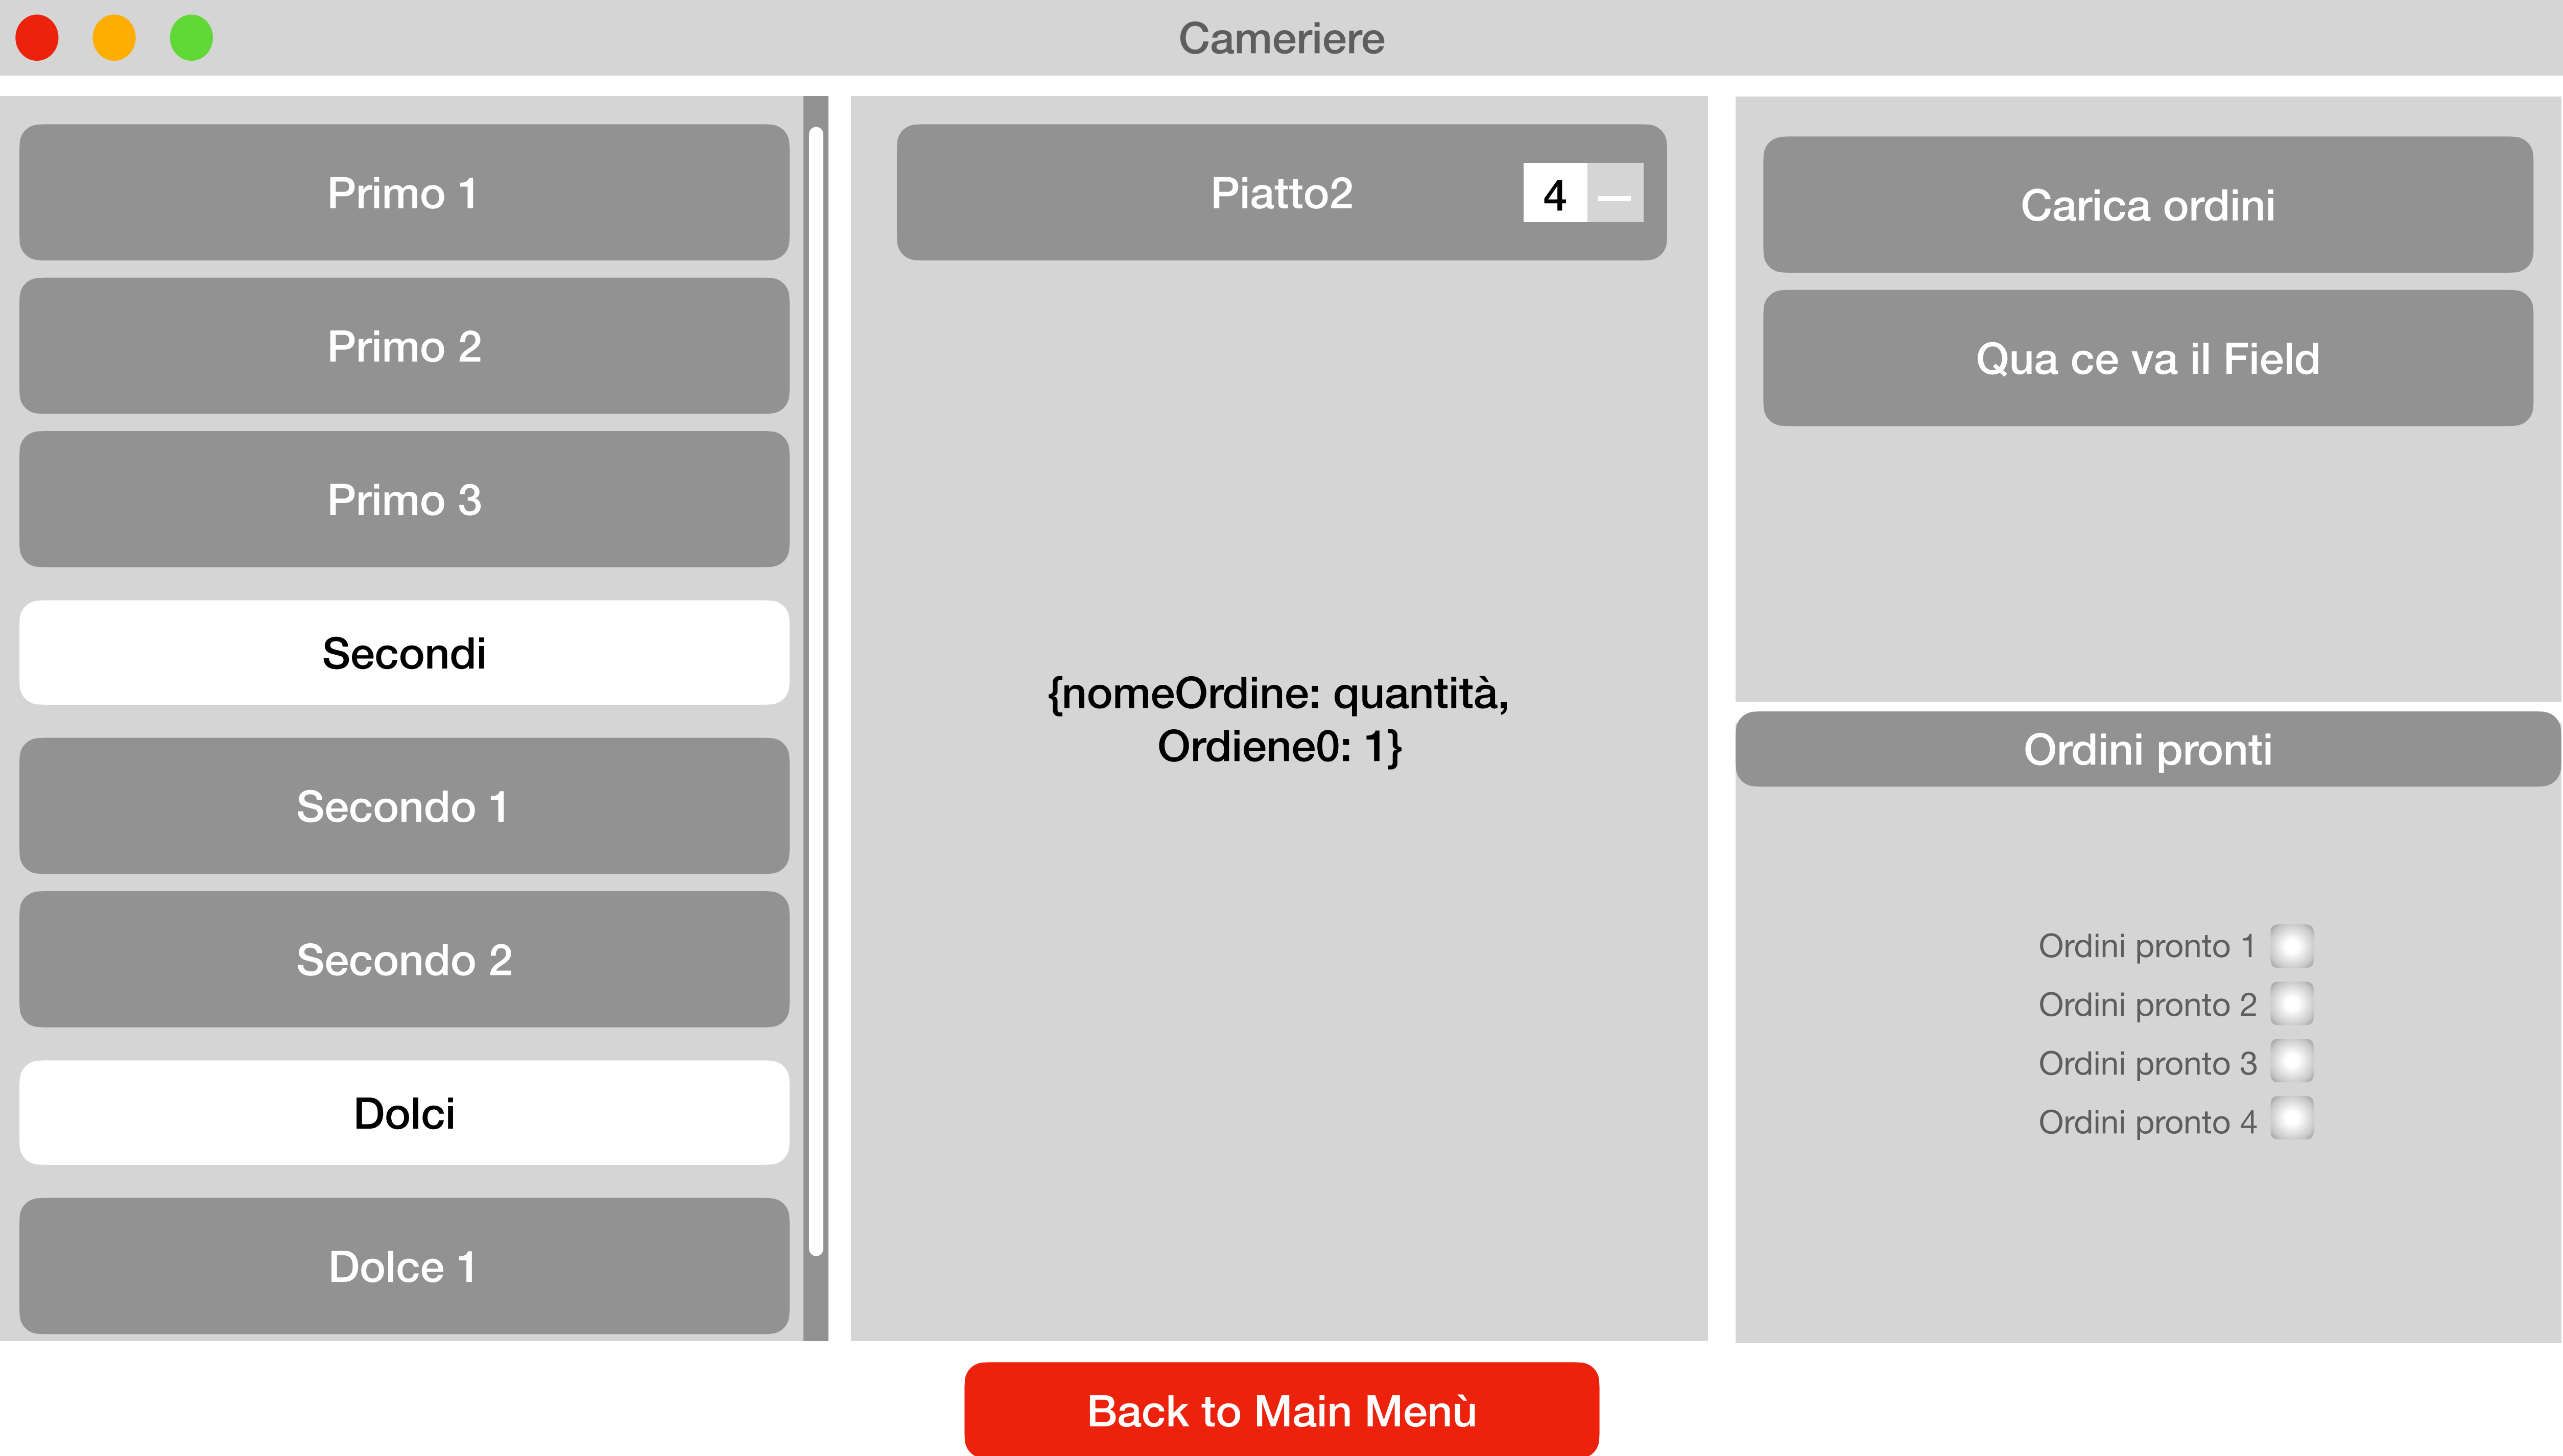 Cameriere
Primo 1
Primo 2
Primo 3
Secondi
Secondo 1
Secondo 2
Dolci
Dolce 1
Piatto2
4
{nomeOrdine: quantità,
Ordiene0: 1}
Carica ordini
Qua ce va il Field
Ordini pronti
Ordini pronto 1
Ordini pronto 2
Ordini pronto 3
Ordini pronto 4
Back to Main Menù